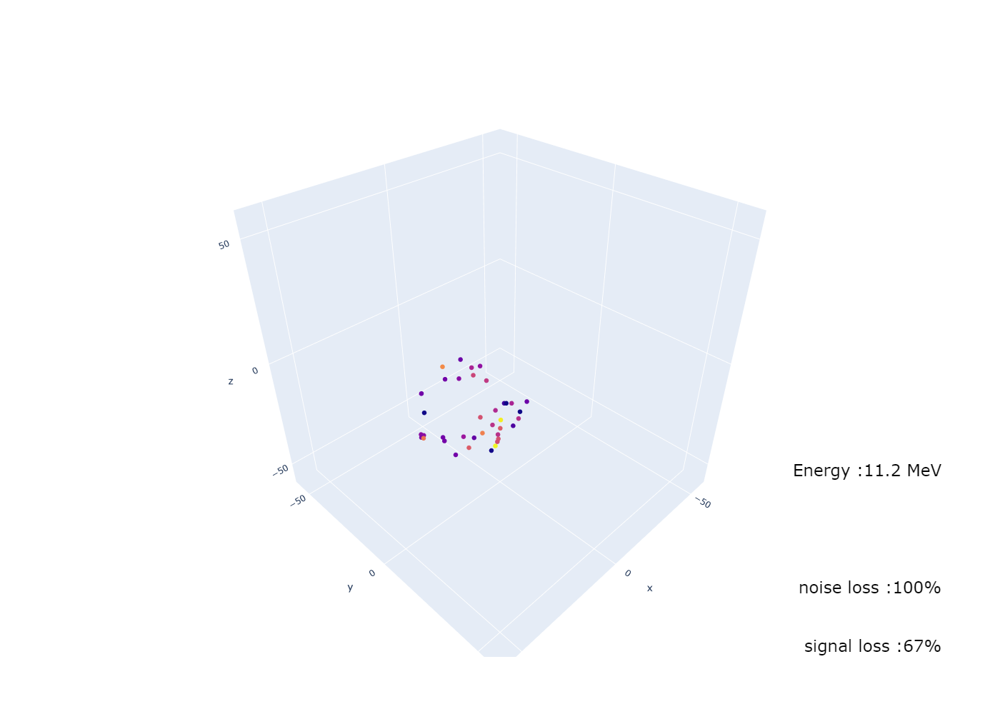 50
0
z
−50
−50
0
y
−50
0
x
Energy :11.2 MeV
noise loss :100%
signal loss :67%